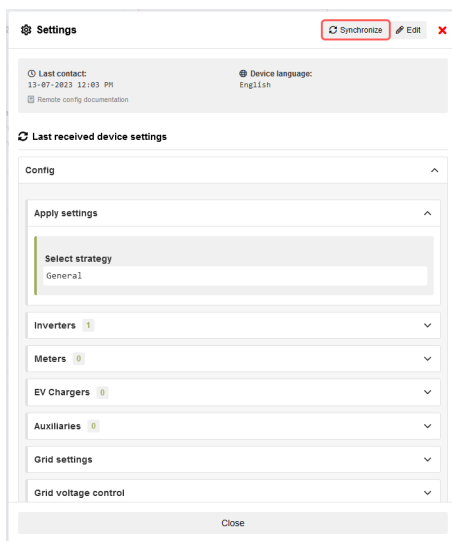 Settings
Synchronize
Edit
Last contact:
13-07-2023 12:03 PM
Remote config documentation
Device language:
English
Last received device settings
Config
Apply settings
Select strategy
General
Inverters 1
Meters 0
EV Chargers 0
Auxiliaries 0
Grid settings
Grid voltage control
Close